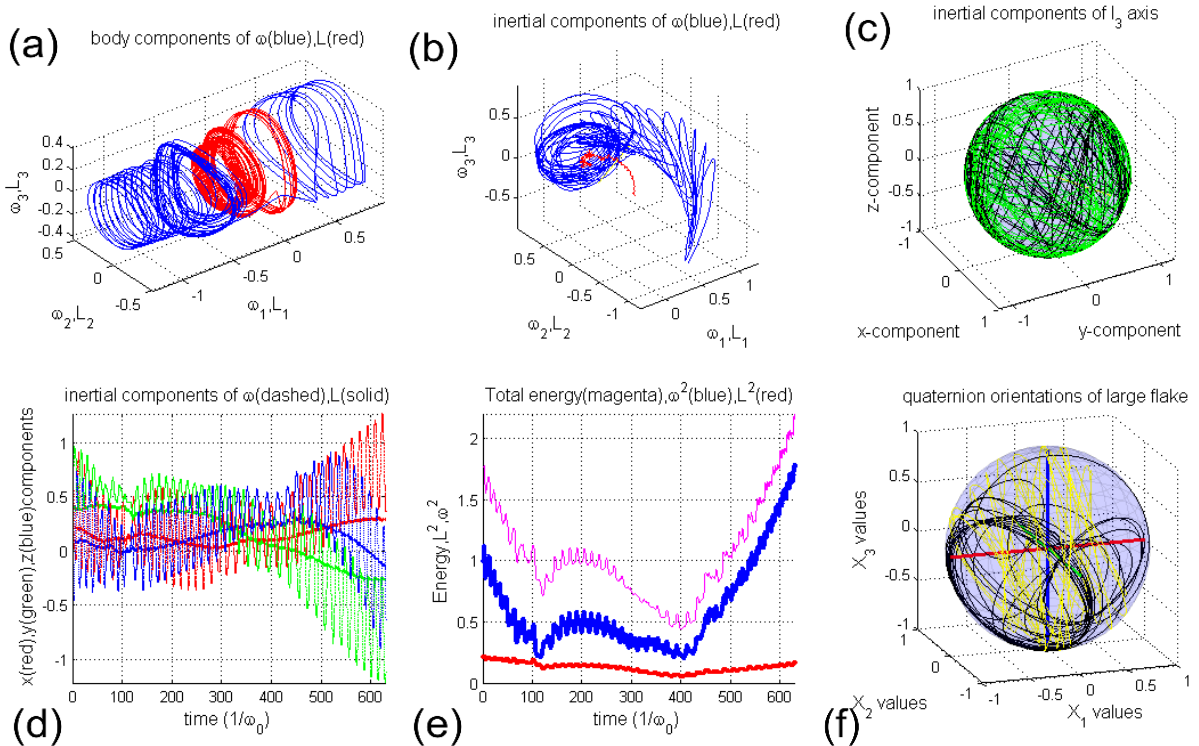 (a)
body components of ω(blue),L(red)
ω3,L3
0.4
0.2
0
-0.2
-0.4
0.5
0
-0.5
ω2,L2
-1
-0.5
0
0.5
ω1,L1
(b)
inertial components of ω(blue),L(red)
ω3,L3
0.5
0
-0.5
0.5
0
-0.5
-1
ω2,L2
0
0.5
1
ω1,L1
(c)
inertial components of I3 axis
z-component
1
0.5
0
-0.5
-1
-1
0
1
x-component
-1
0
1
y-component
inertial components of ω(dashed),L(solid)
x(red),y(green),z(blue)components
1
0.5
0
-0.5
-1
0 100 200 300 400 500 600
time (1/ω0)
(d)
Total energy(magenta),ω2(blue),L2(red)
Energy,L2,ω2
2
1.5
1
0.5
0
0 100 200 300 400 500 600
time (1/ω0)
(e)
quaternion orientations of large flake
X3 values
1
0.5
0
-0.5
-1
1
0
-1
X2 values
-1
-0.5
0
0.5
1
X1 values
(f)